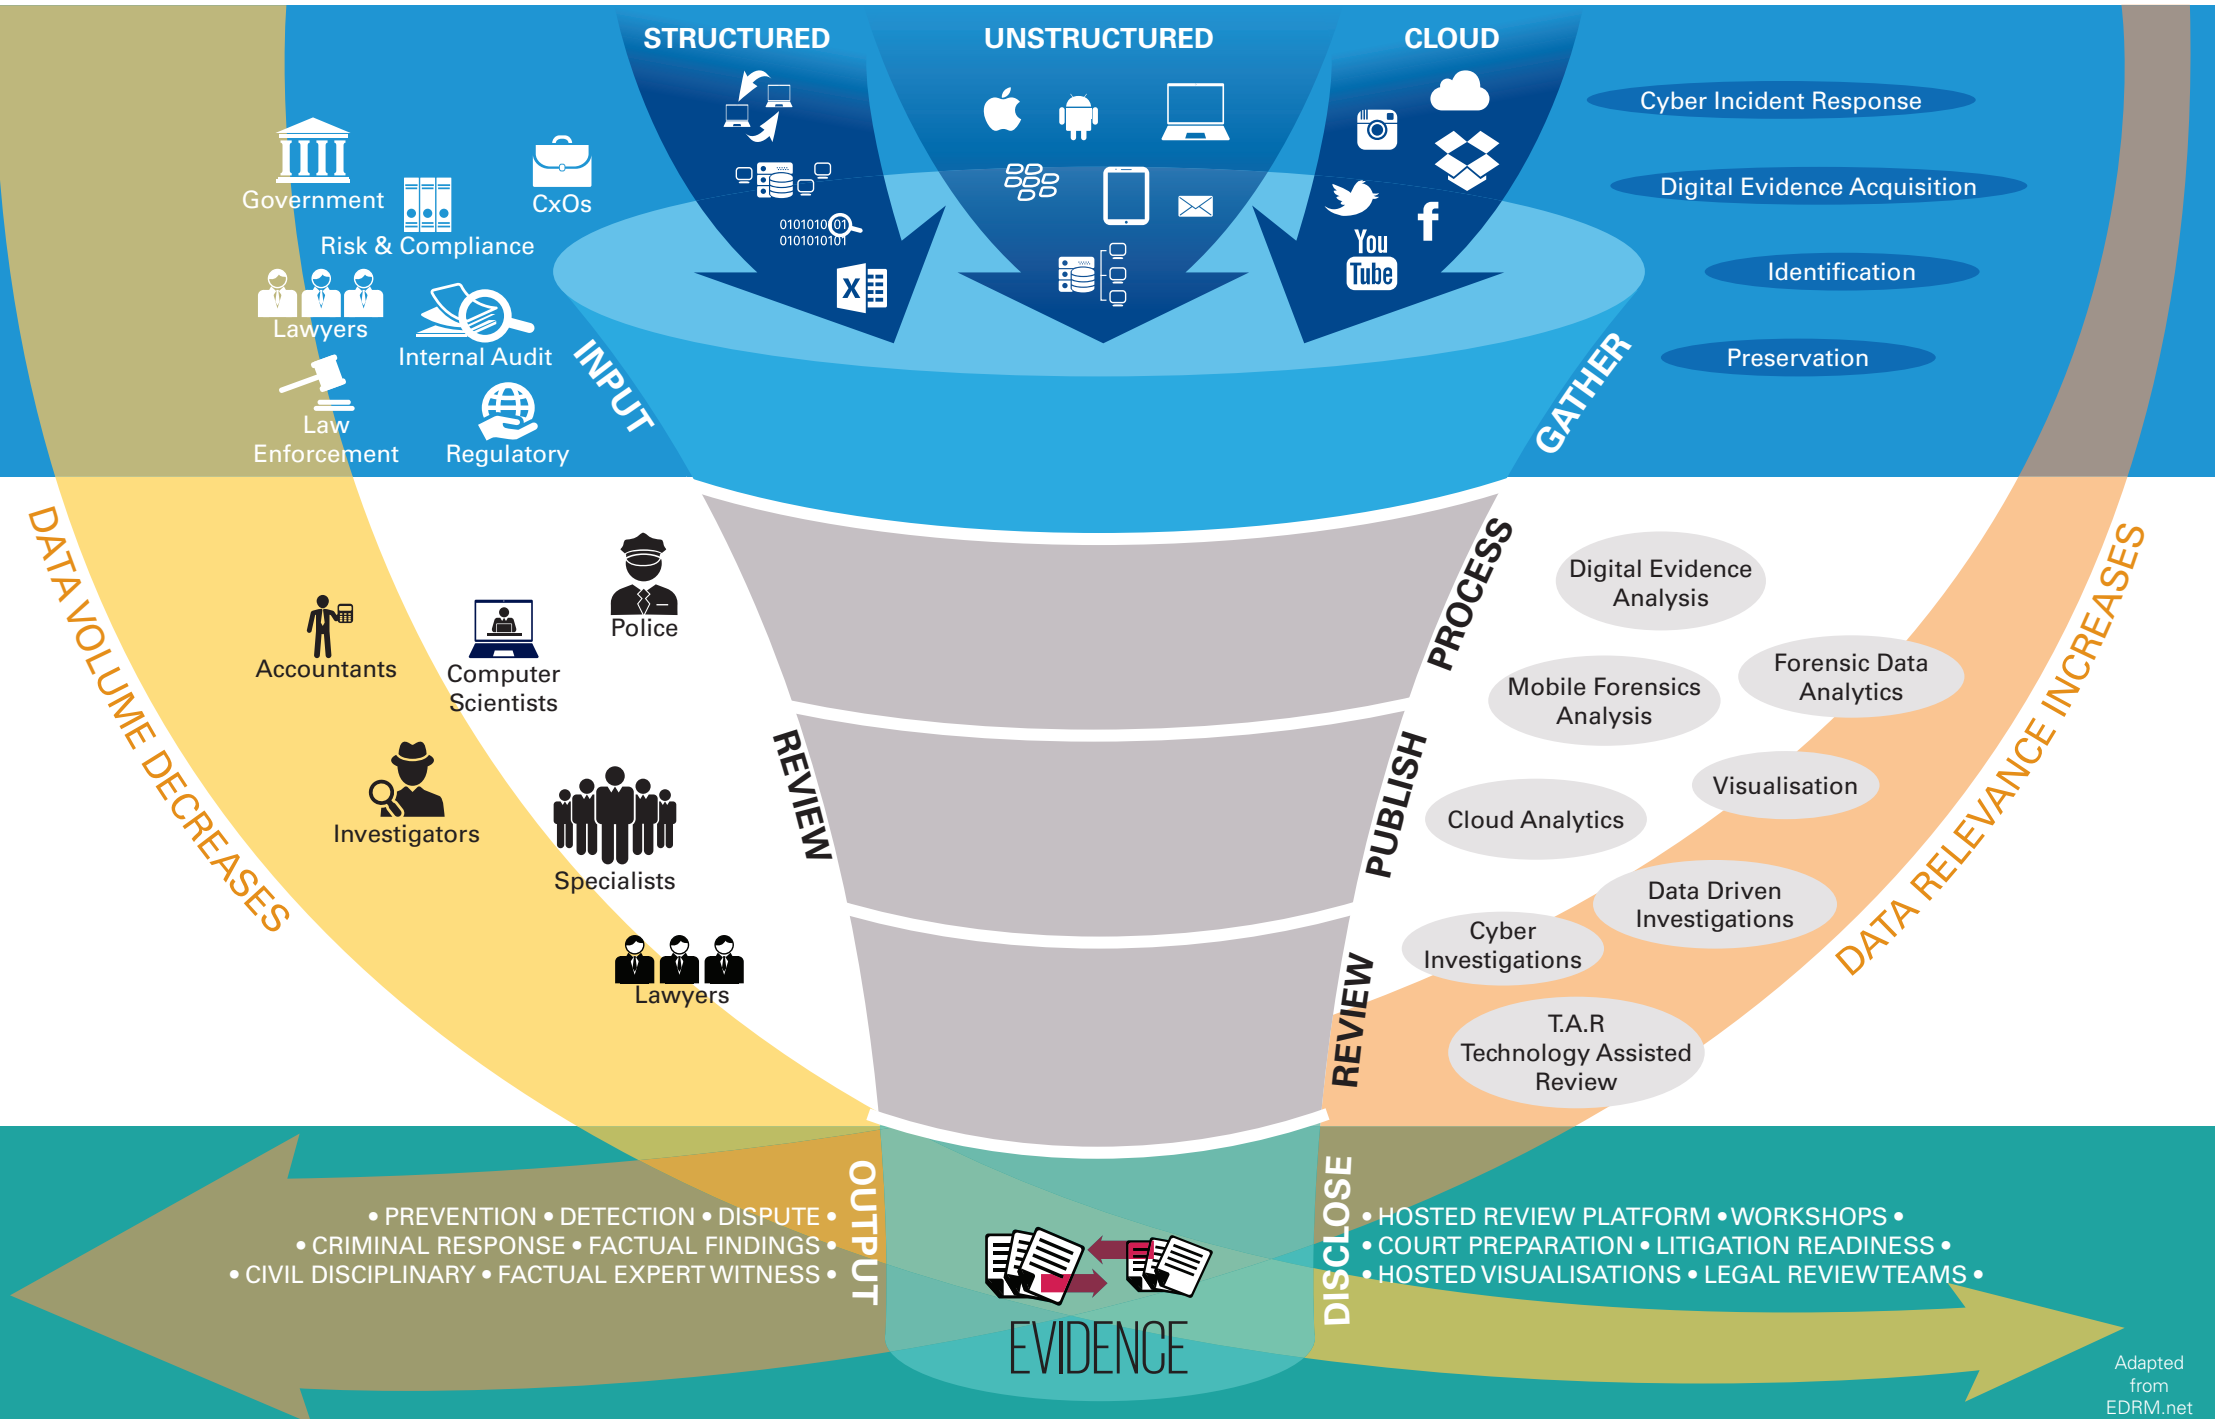 STRUCTURED
UNSTRUCTURED
CLOUD
Government
Risk & Compliance
CxOs
Lawyers
Internal Audit
Law
Enforcement
Regulatory
INPUT
0101010101
0101010101
X
You
Tube
f
GATHER
Cyber Incident Response
Digital Evidence Acquisition
Identification
Preservation
DATA VOLUME DECREASES
Accountants
Computer
Scientists
Police
Investigators
Specialists
Lawyers
REVIEW
PROCESS
PUBLISH
REVIEW
Digital Evidence
Analysis
Forensic Data
Analytics
Mobile Forensics
Analysis
Visualisation
Cloud Analytics
Data Driven
Investigations
Cyber
Investigations
T.A.R
Technology Assisted
Review
DATA RELEVANCE INCREASES
• PREVENTION • DETECTION • DISPUTE •
• CRIMINAL RESPONSE • FACTUAL FINDINGS •
• CIVIL DISCIPLINARY • FACTUAL EXPERT WITNESS •
OUTPUT
EVIDENCE
DISCLOSE
• HOSTED REVIEW PLATFORM • WORKSHOPS •
• COURT PREPARATION • LITIGATION READINESS •
• HOSTED VISUALISATIONS • LEGAL REVIEW TEAMS •
Adapted
from
EDRM.net